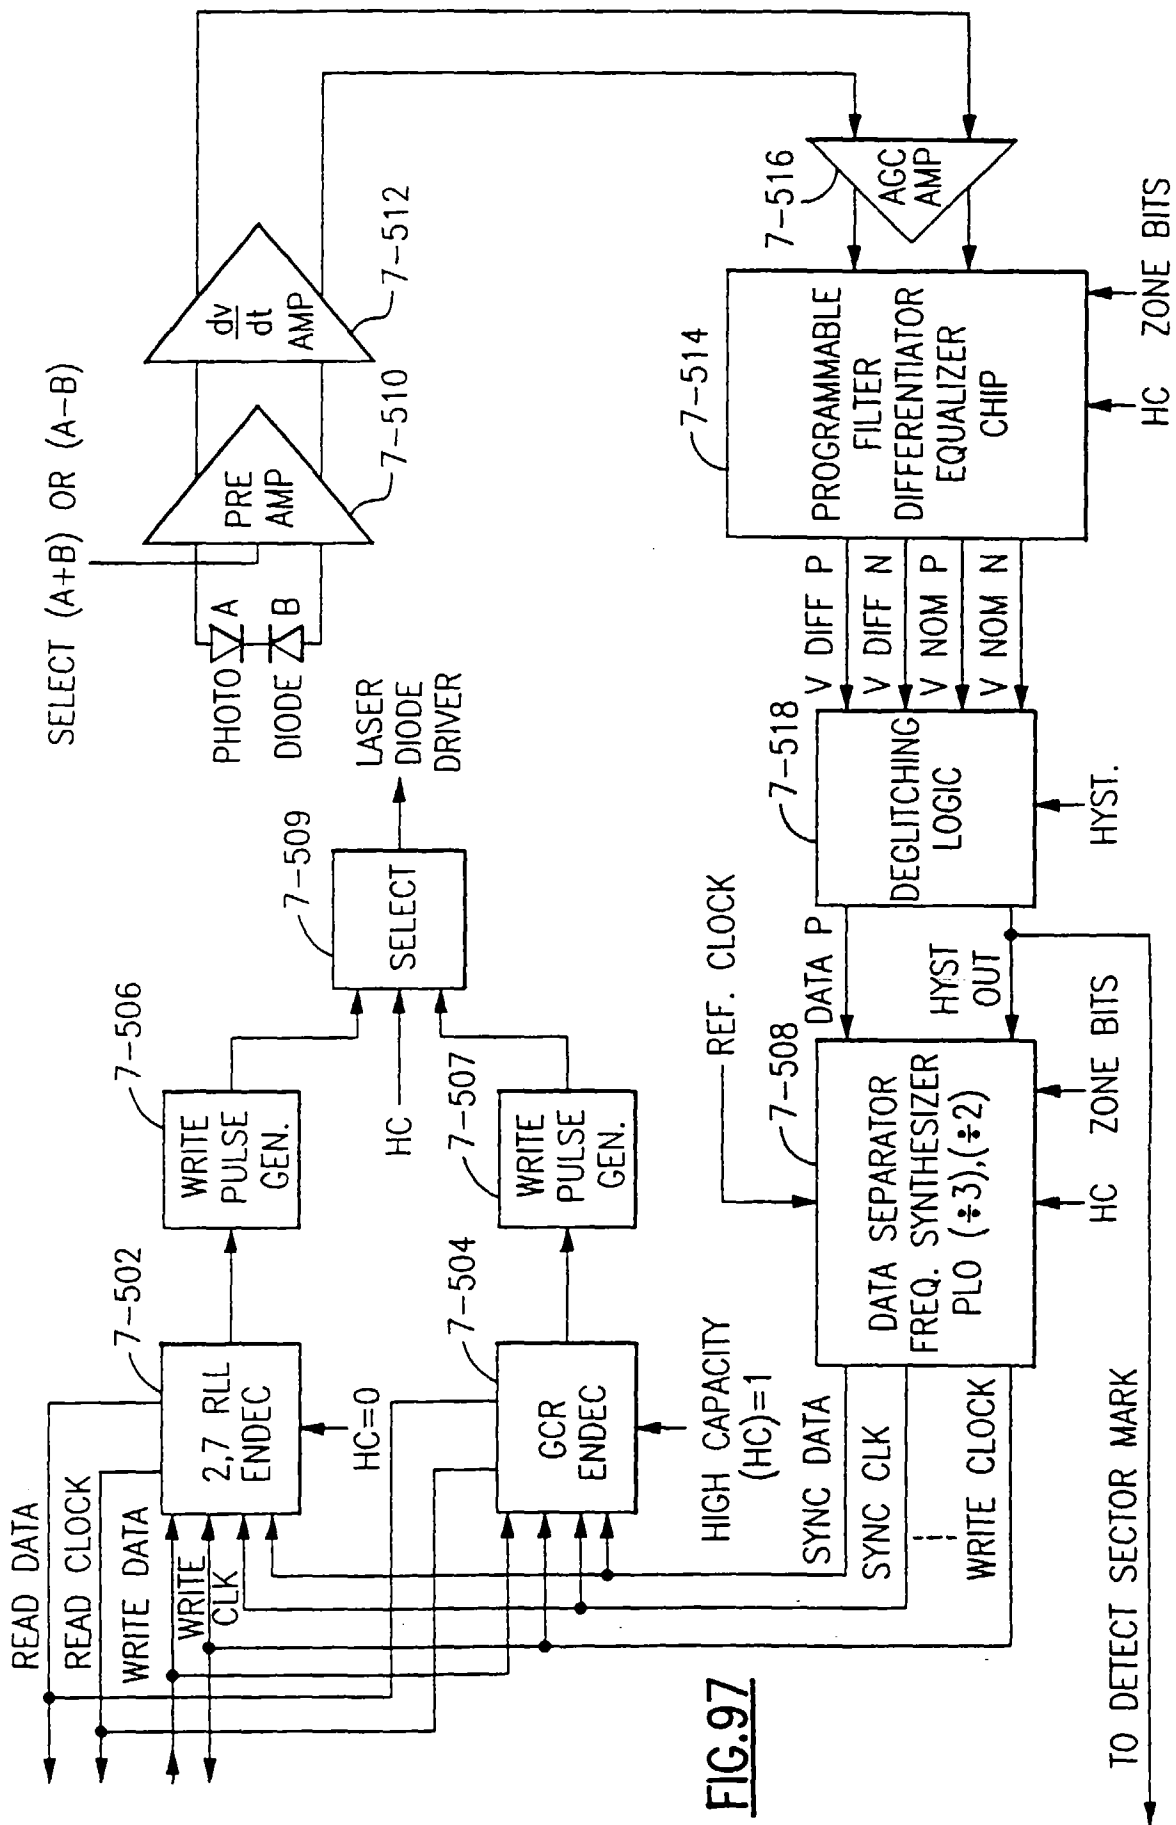 READ DATA
READ CLOCK
WRITE DATA
WRITE
CLK
7-502
2,7 RLL
ENDEC
HC=0
7-506
WRITE
PULSE
GEN.
7-504
GCR
ENDEC
HIGH CAPACITY
(HC)=1
7-507
WRITE
PULSE
GEN.
7-509
SELECT
HC
LASER
DIODE
DRIVER
SELECT (A+B) OR (A-B)
PHOTO
DIODE
A
B
PRE
AMP
7-510
dv
dt
AMP
7-512
7-516
AGC
AMP
7-514
PROGRAMMABLE
FILTER
DIFFERENTIATOR
EQUALIZER
CHIP
HC
ZONE BITS
V DIFF P
V DIFF N
V NOM P
V NOM N
7-518
DEGLITCHING
LOGIC
HYST.
DATA P
HYST
OUT
REF. CLOCK
7-508
DATA SEPARATOR
FREQ. SYNTHESIZER
PLO (÷3),(÷2)
HC
ZONE BITS
SYNC DATA
SYNC CLK
WRITE CLOCK
TO DETECT SECTOR MARK
FIG.97